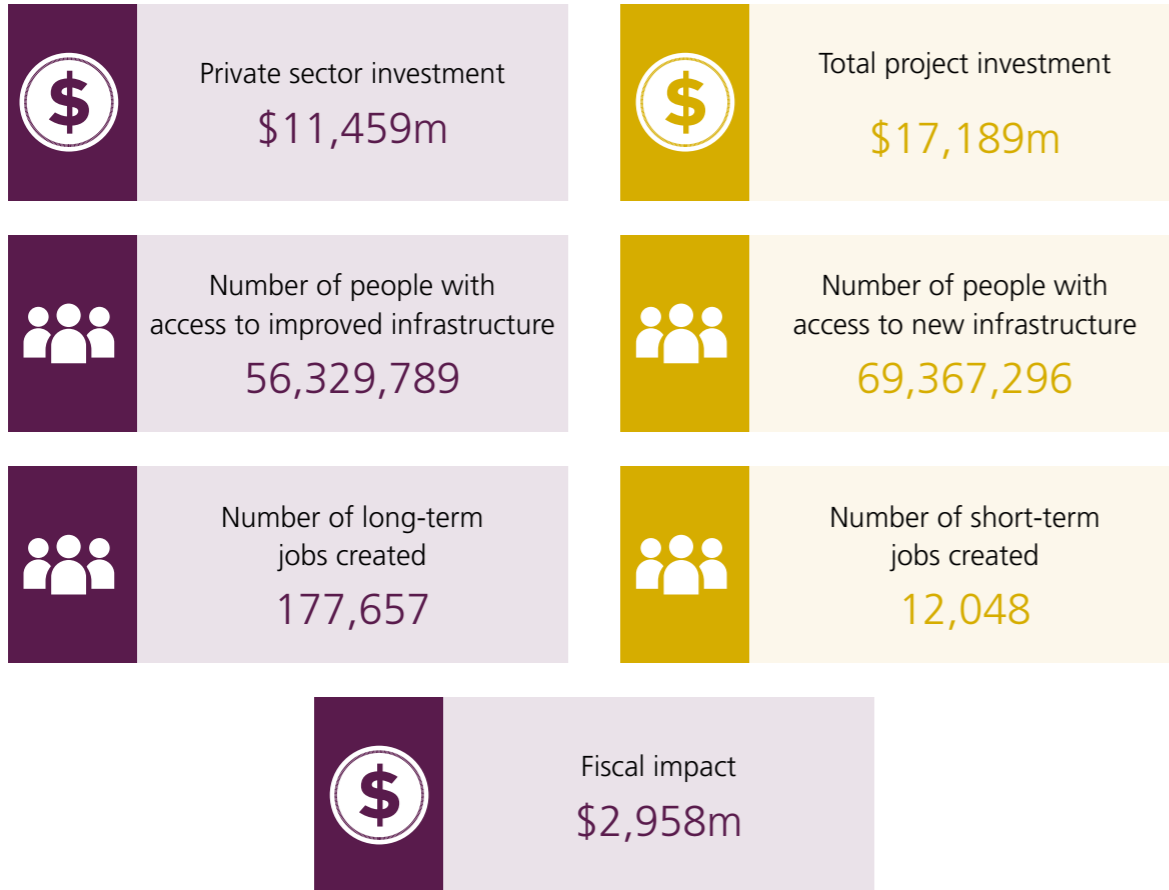 $
Private sector investment
$11,459m
$
Total project investment
$17,189m
Number of people with
access to improved infrastructure
56,329,789
Number of people with
access to new infrastructure
69,367,296
Number of long-term
jobs created
177,657
Number of short-term
jobs created
12,048
$
Fiscal impact
$2,958m